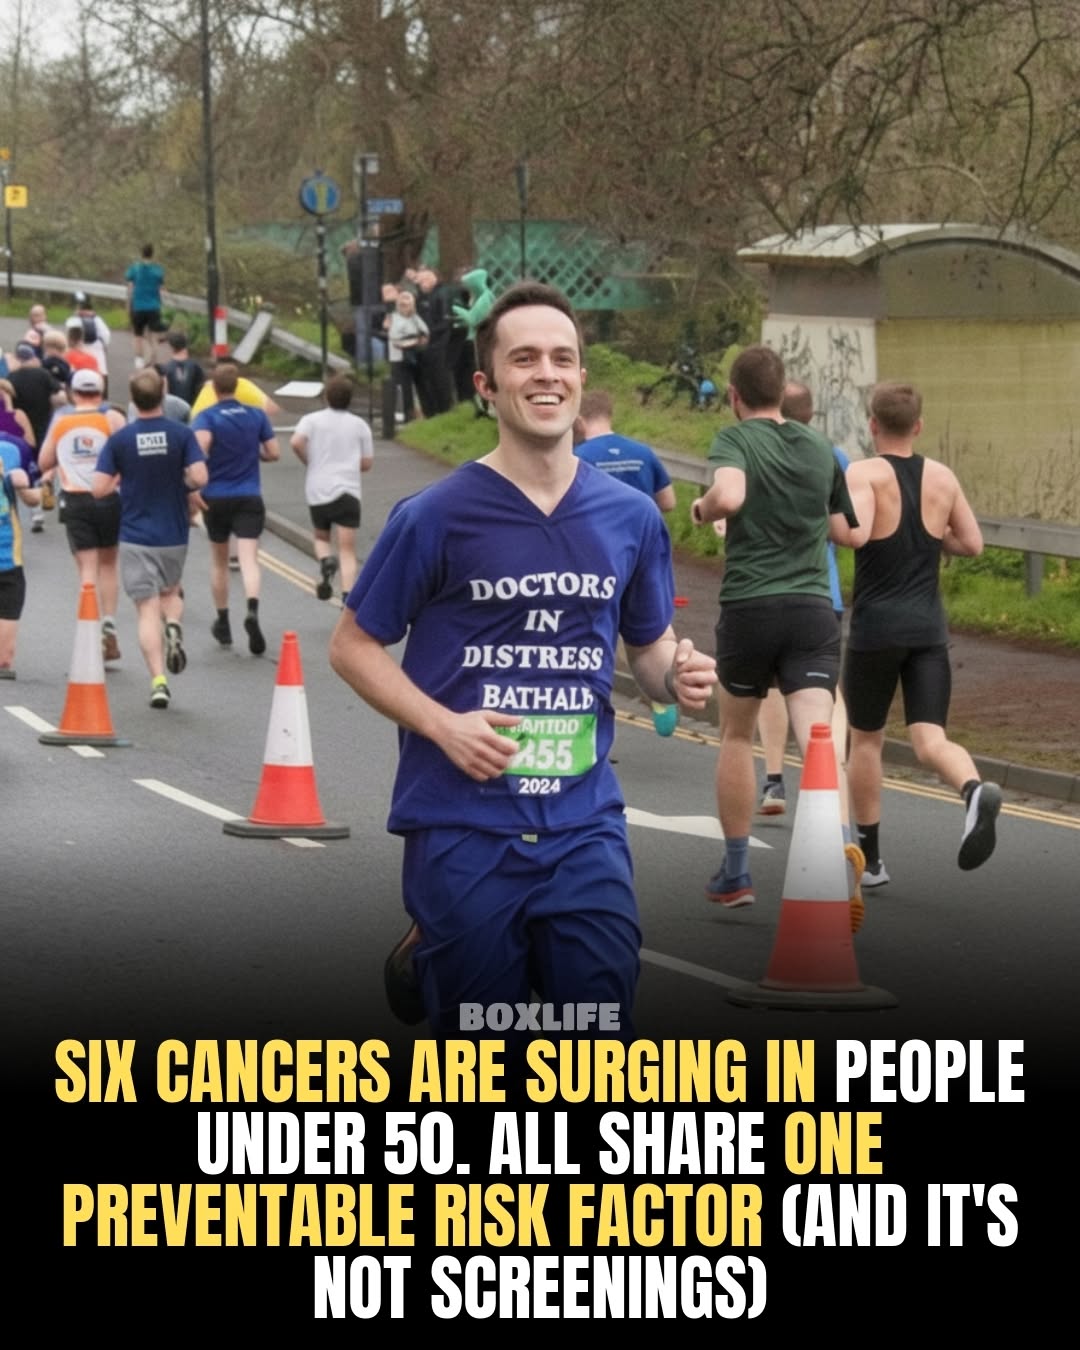 DOCTORS
IN
DISTRESS
BATHALF
455
2024
BOXLIFE
SIX CANCERS ARE SURGING IN PEOPLE
UNDER 50. ALL SHARE ONE
PREVENTABLE RISK FACTOR (AND IT'S
NOT SCREENINGS)